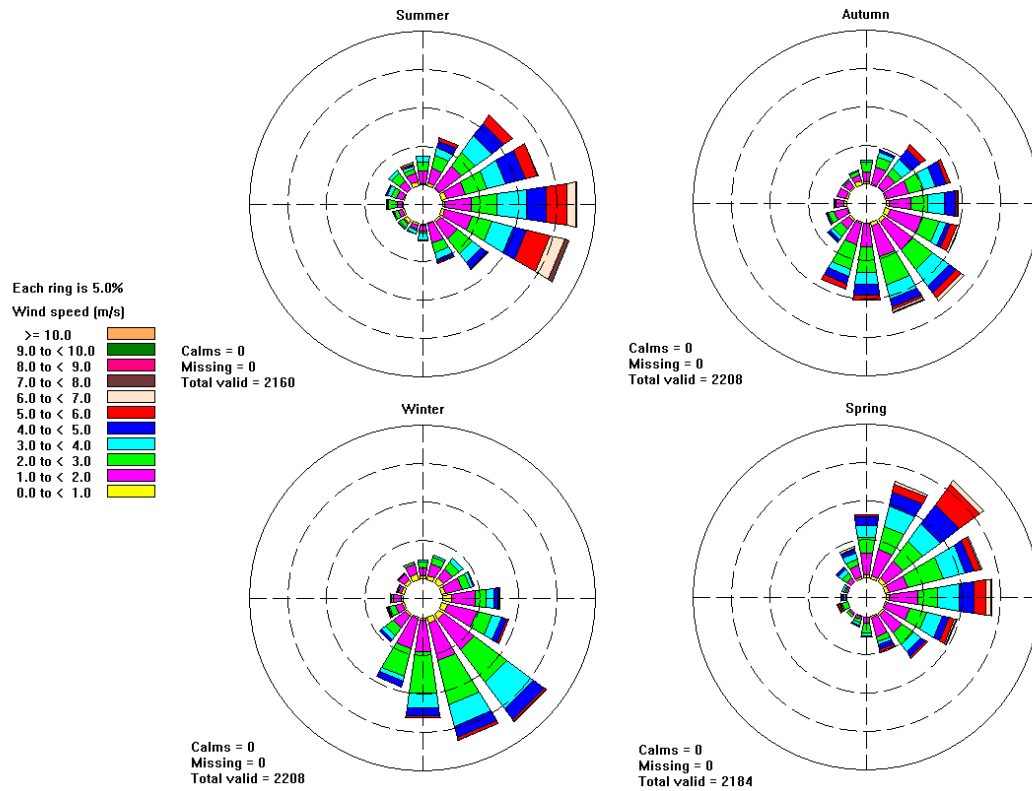 Summer
Autumn
Each ring is 5.0%
Wind speed (m/s)
>= 10.0
9.0 to < 10.0
8.0 to < 9.0
7.0 to < 8.0
6.0 to < 7.0
5.0 to < 6.0
4.0 to < 5.0
3.0 to < 4.0
2.0 to < 3.0
1.0 to < 2.0
0.0 to < 1.0
Calms = 0
Missing = 0
Total valid = 2160
Calms = 0
Missing = 0
Total valid = 2208
Winter
Spring
Calms = 0
Missing = 0
Total valid = 2208
Calms = 0
Missing = 0
Total valid = 2184